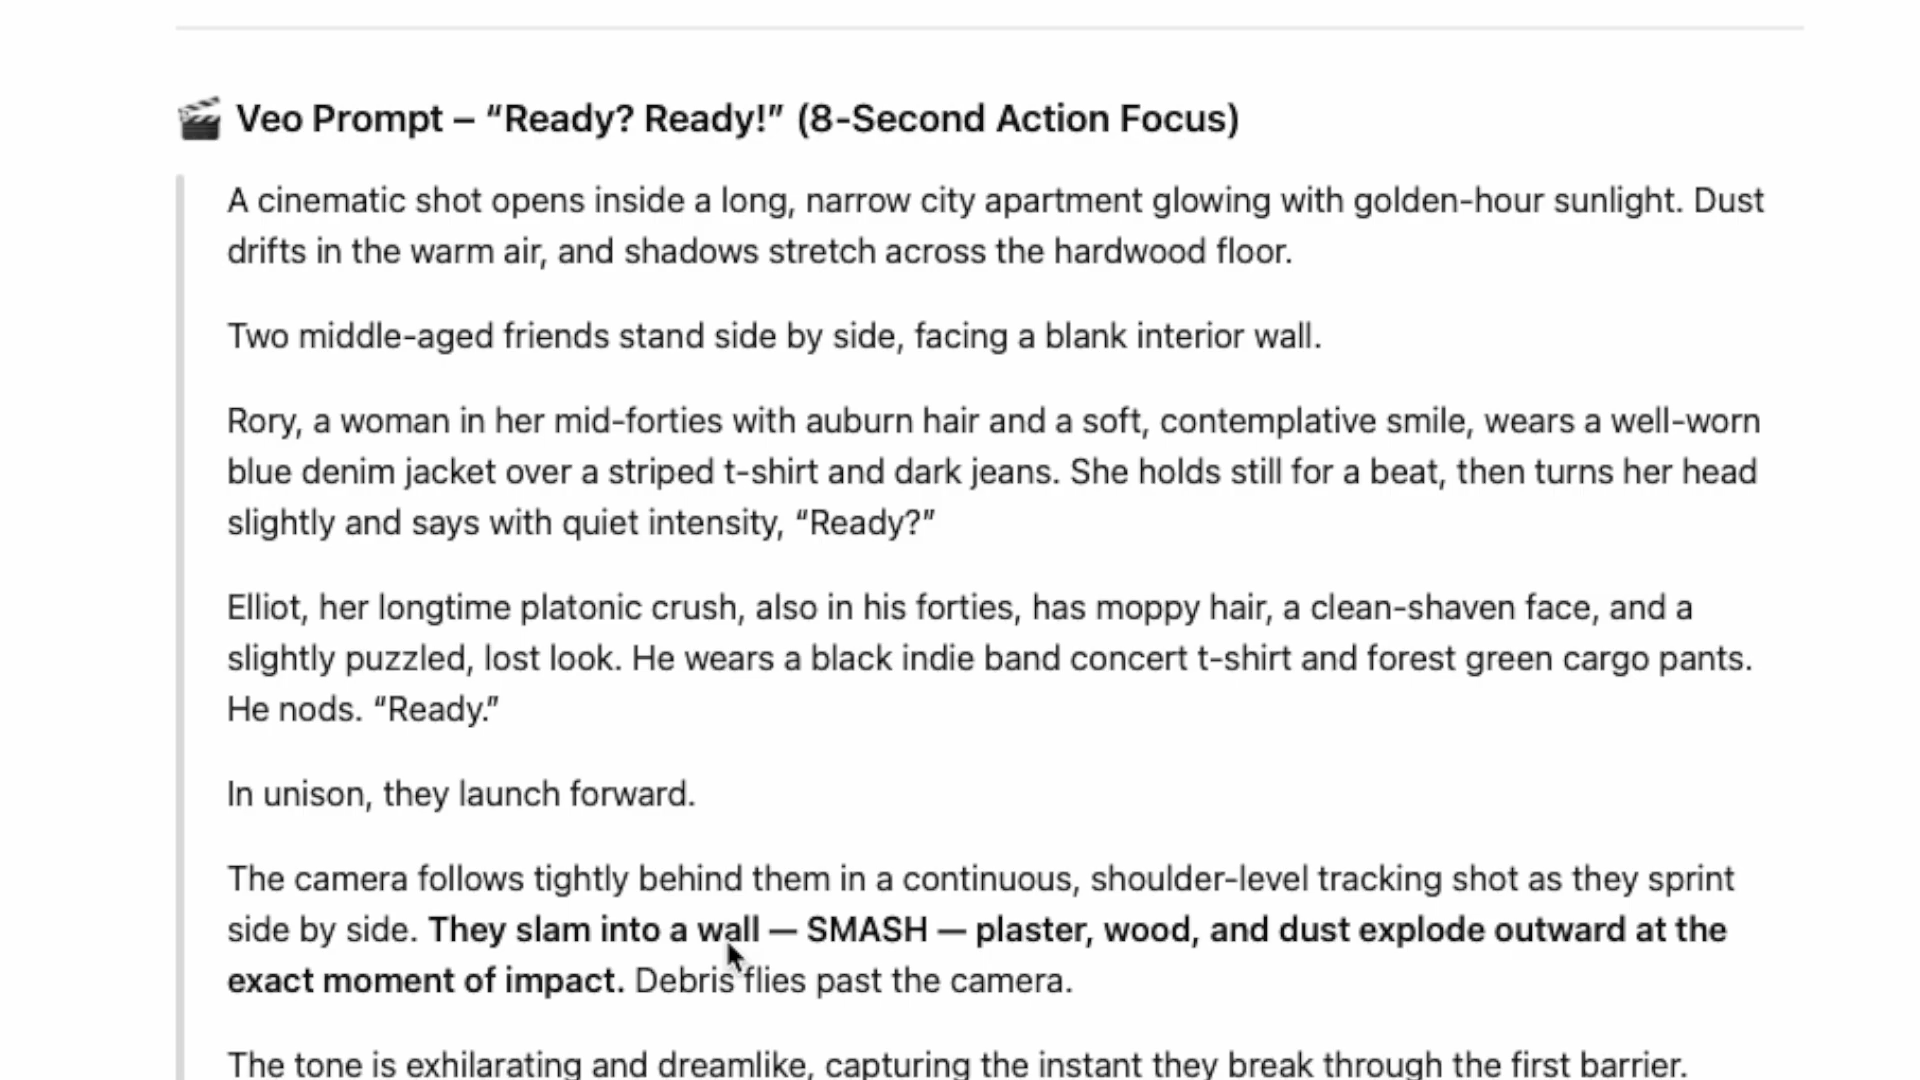 🎬 Veo Prompt – “Ready? Ready!” (8-Second Action Focus)
A cinematic shot opens inside a long, narrow city apartment glowing with golden-hour sunlight. Dust
drifts in the warm air, and shadows stretch across the hardwood floor.
Two middle-aged friends stand side by side, facing a blank interior wall.
Rory, a woman in her mid-forties with auburn hair and a soft, contemplative smile, wears a well-worn
blue denim jacket over a striped t-shirt and dark jeans. She holds still for a beat, then turns her head
slightly and says with quiet intensity, “Ready?”
Elliot, her longtime platonic crush, also in his forties, has moppy hair, a clean-shaven face, and a
slightly puzzled, lost look. He wears a black indie band concert t-shirt and forest green cargo pants.
He nods. “Ready.”
In unison, they launch forward.
The camera follows tightly behind them in a continuous, shoulder-level tracking shot as they sprint
side by side. They slam into a wall — SMASH — plaster, wood, and dust explode outward at the
exact moment of impact. Debris flies past the camera.
The tone is exhilarating and dreamlike, capturing the instant they break through the first barrier.